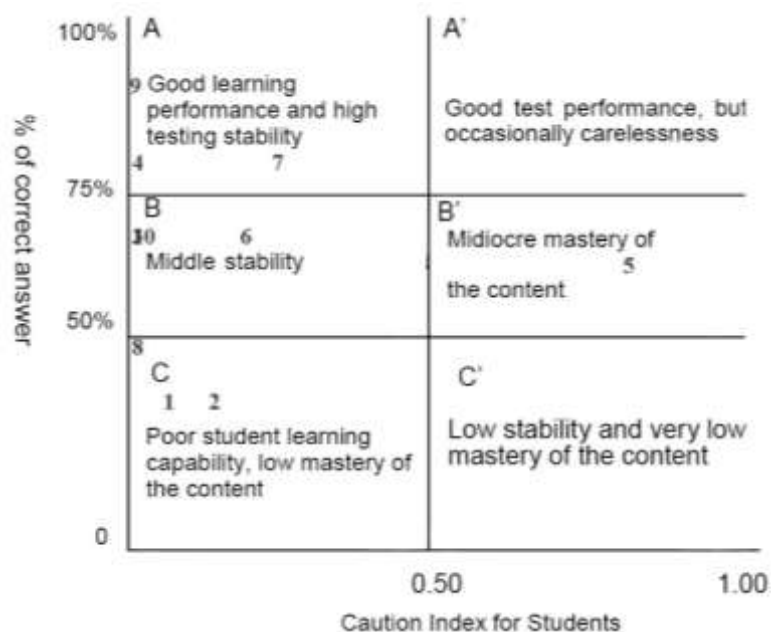 100%
A
A'
9 Good learning
performance and high
testing stability
Good test performance, but
occasionally carelessness
4
7
75%
B
B'
6
Midiocre mastery of
Middle stability
5
the content
50%
8
C
C'
1 2
Poor student learning
capability, low mastery of
the content
Low stability and very low
mastery of the content
0
0.50
1.00
Caution Index for Students
% of correct answer